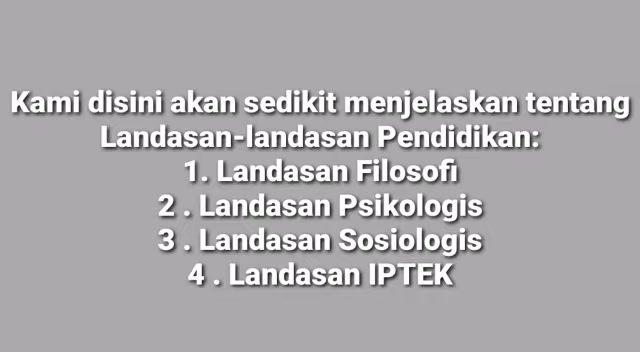 Kami disini akan sedikit menjelaskan tentang
Landasan-landasan Pendidikan:
1. Landasan Filosofi
2 . Landasan Psikologis
3 . Landasan Sosiologis
4 . Landasan IPTEK